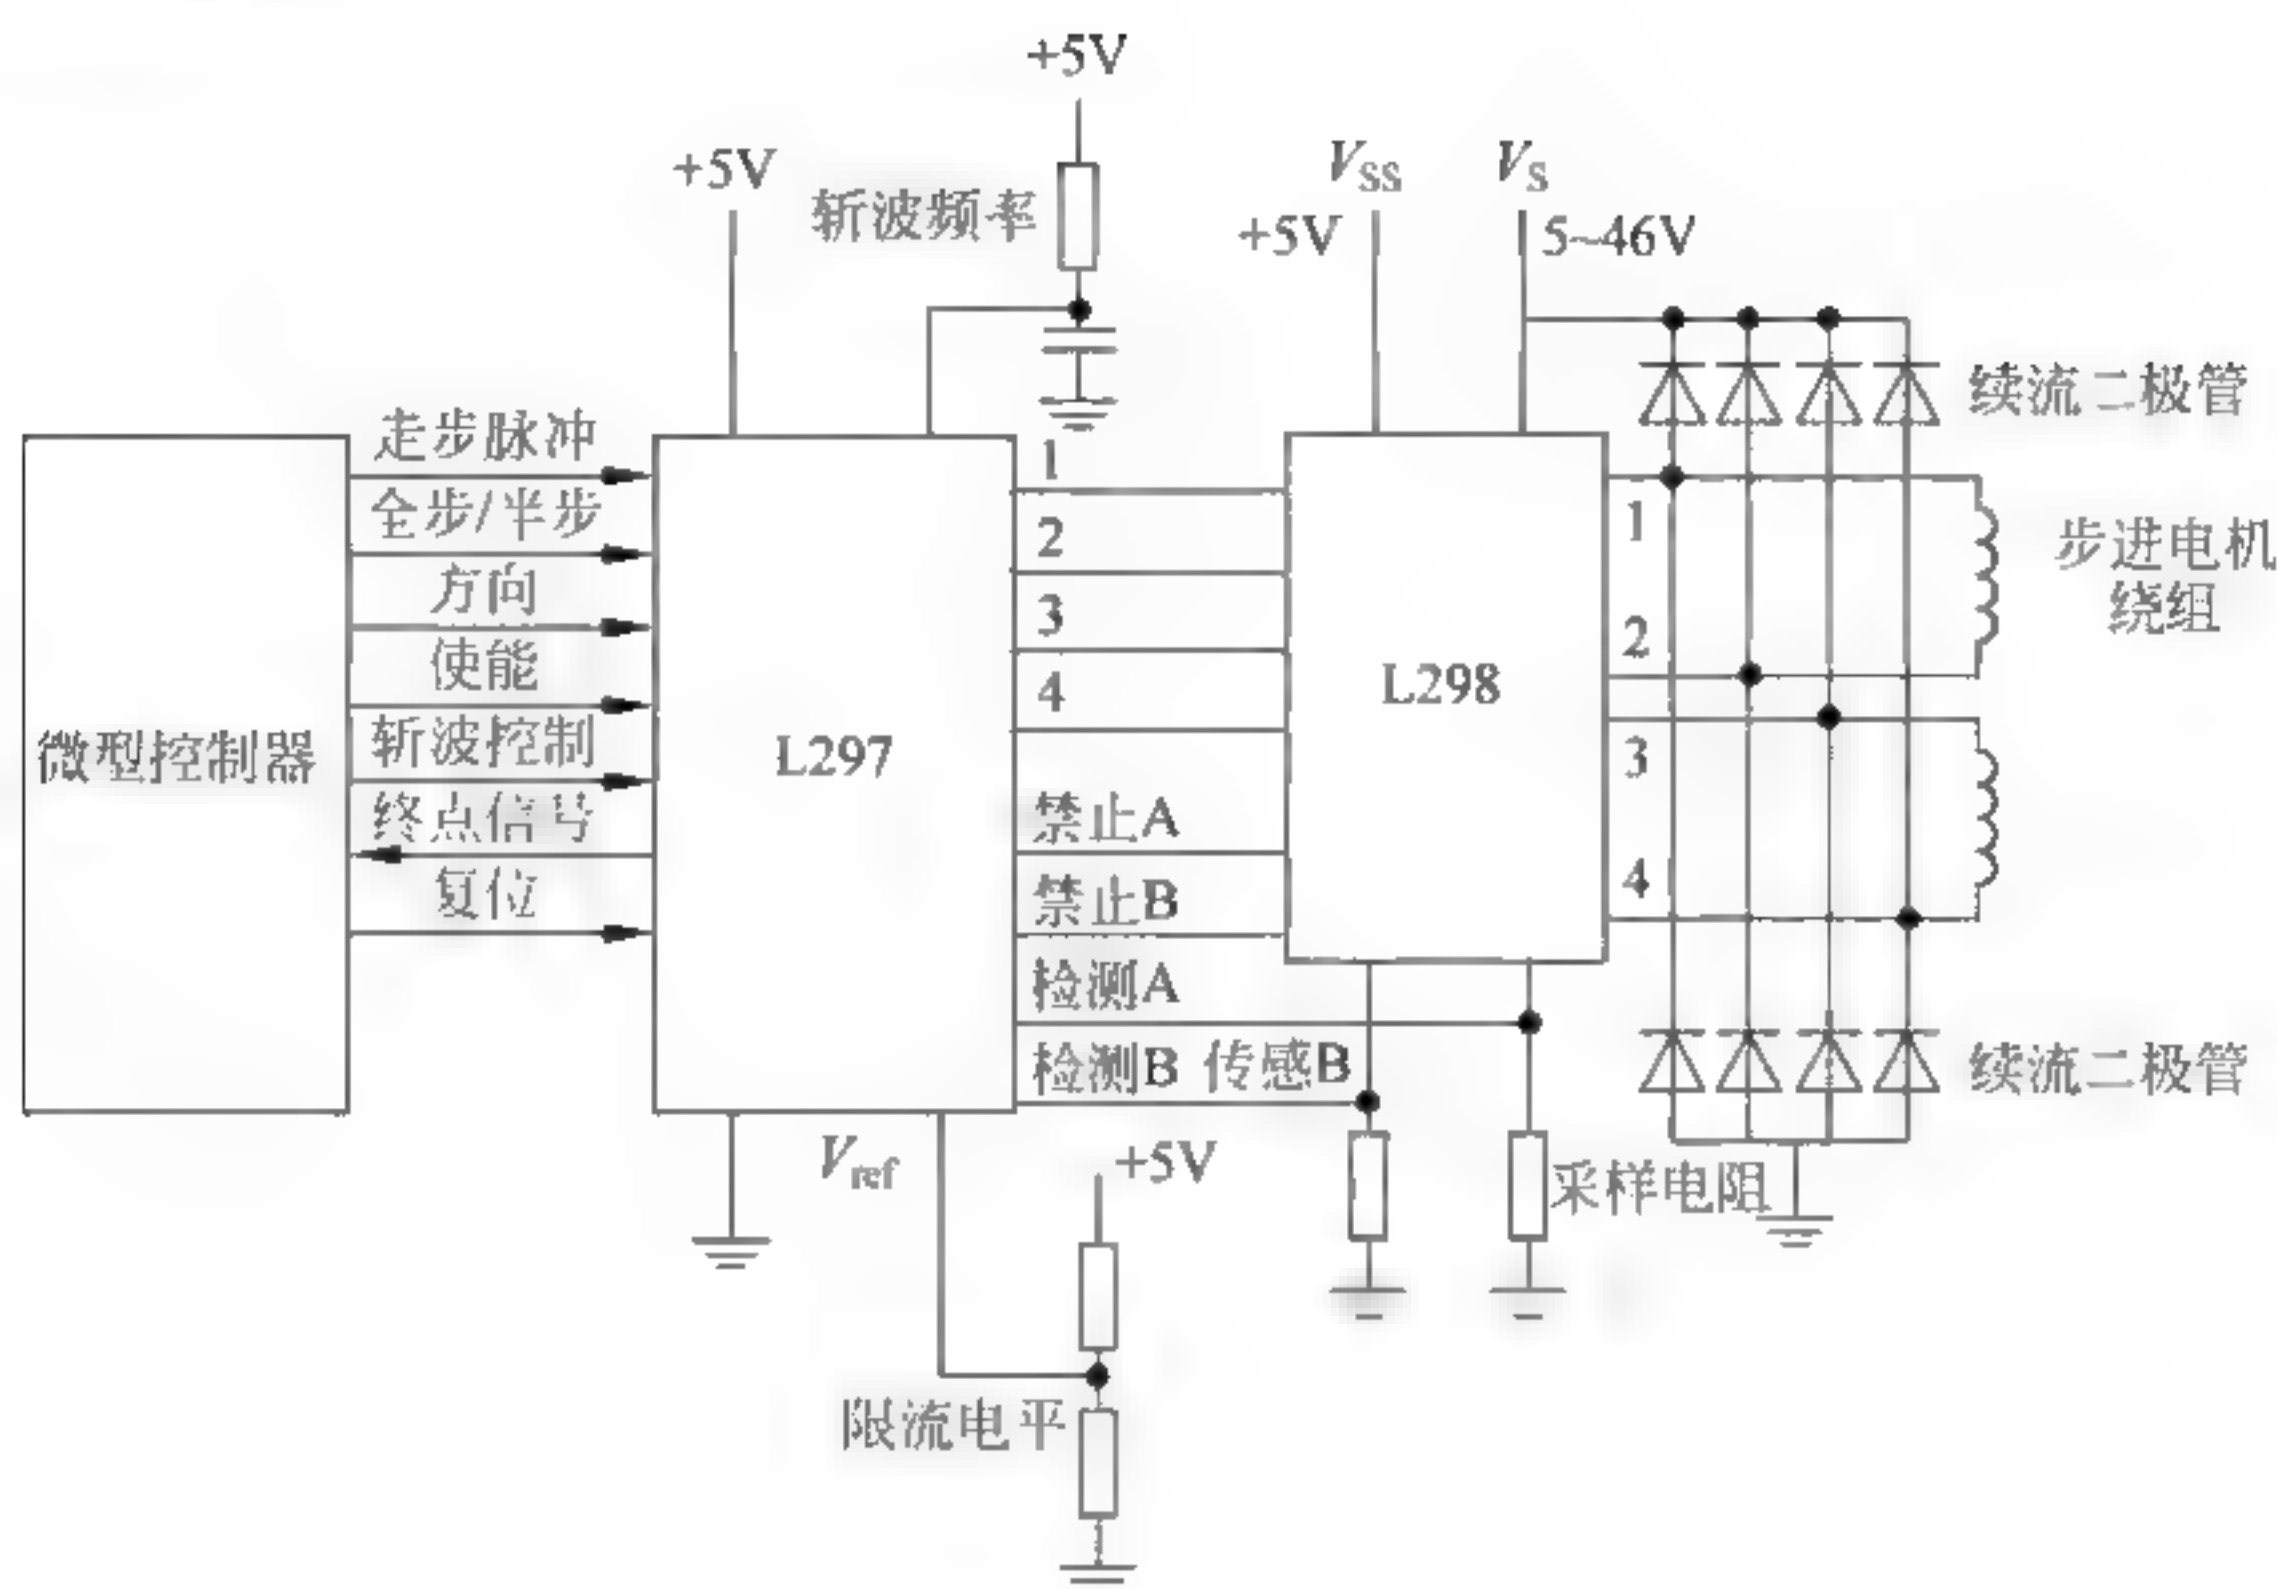 +5V
+5V
斩波频率
VSS
VS
+5V
5~46V
续流二极管
走步脉冲
全步/半步
方向
使能
斩波控制
终点信号
复位
微型控制器
L297
1
2
3
4
禁止A
禁止B
检测A
检测B 传感B
L298
1
2
3
4
步进电机
绕组
续流二极管
采样电阻
Vref
+5V
限流电平